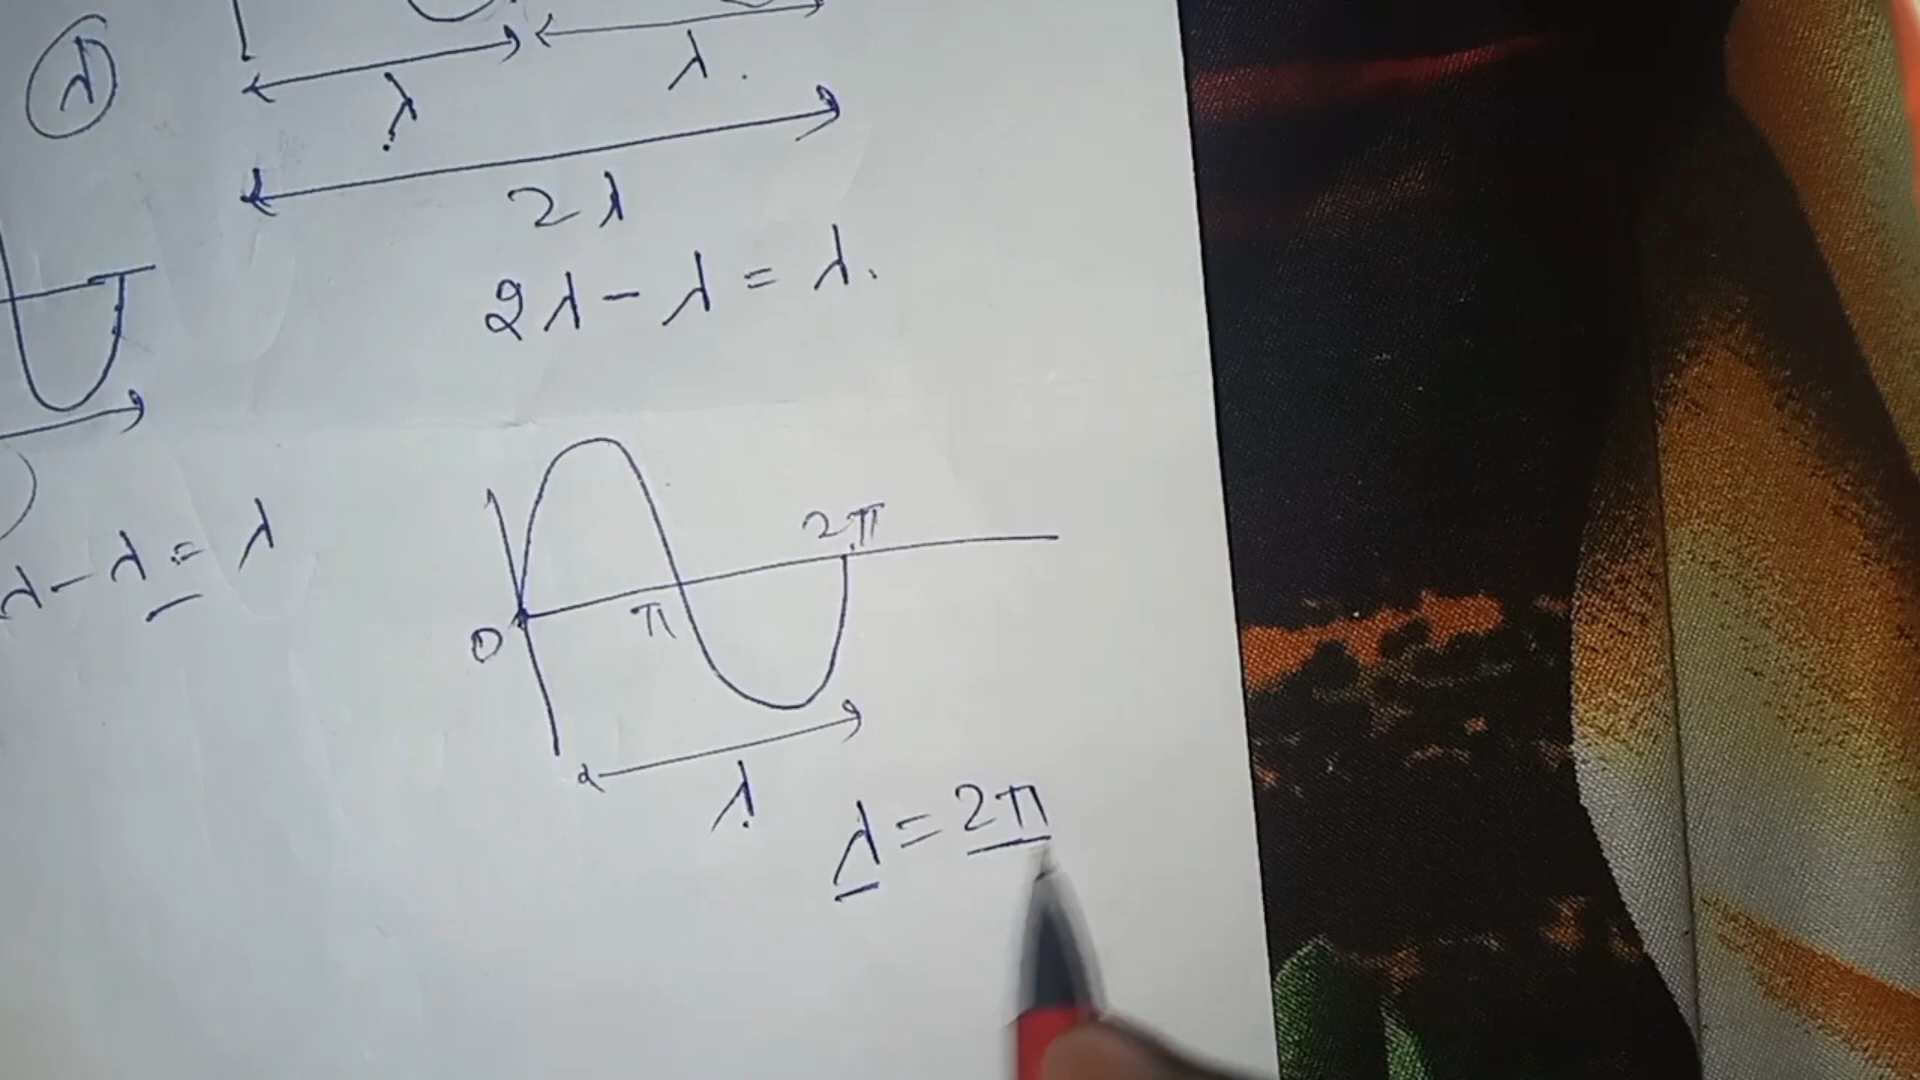 λ
λ λ.
2λ
2λ - λ = λ.
λ - λ = λ
2π
π
0
λ
λ = 2π